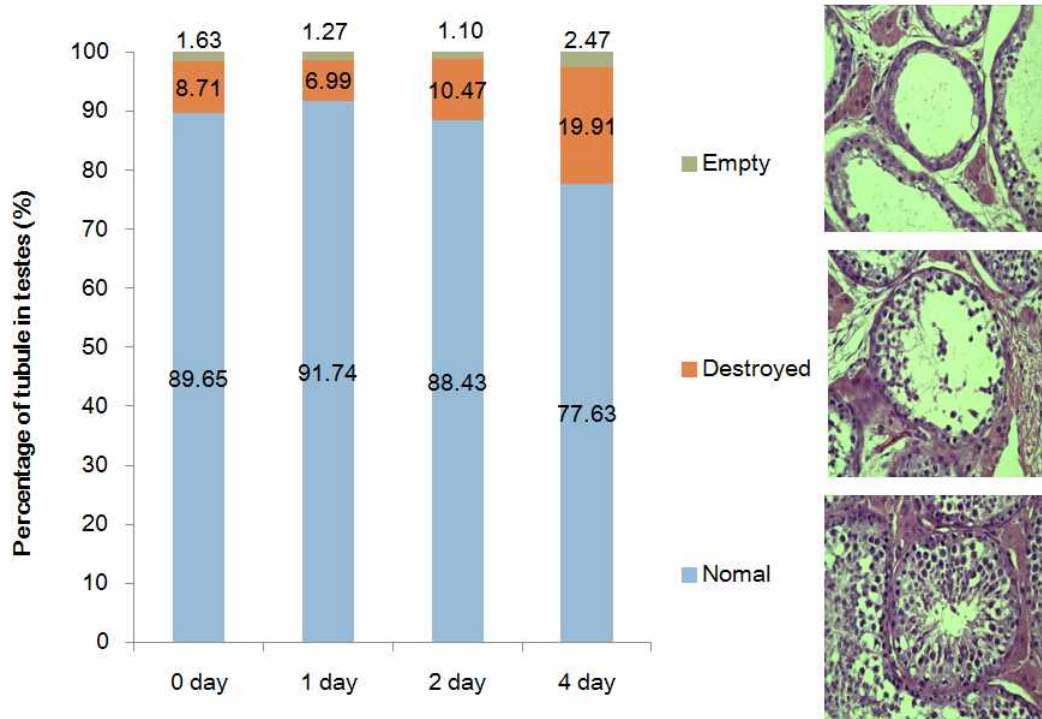 1.63
1.27
1.10
2.47
100
90
80
70
60
50
40
30
20
10
0
Percentage of tubule in testes (%)
8.71
6.99
10.47
19.91
89.65
91.74
88.43
77.63
0 day
1 day
2 day
4 day
Empty
Destroyed
Nomal